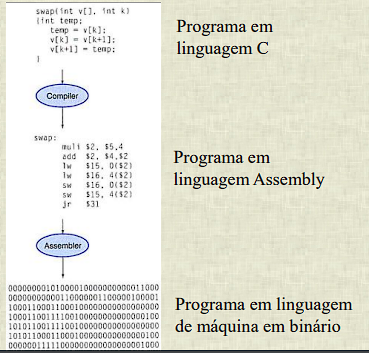 swap(int v[], int k)
{int temp;
temp = v[k];
v[k] = v[k+1];
v[k+1] = temp;
}
Programa em
linguagem C
Compiler
swap:
muli $2, $5,4
add $2, $4,$2
lw $15, 0($2)
lw $16, 4($2)
sw $16, 0($2)
sw $15, 4($2)
jr $31
Programa em
linguagem Assembly
Assembler
00000000101000010000000000011000
00000000000110000001100000100001
10001100011000100000000000000000
10001100111100100000000000000100
10101100111100100000000000000000
10101100011000100000000000000100
00000011111000000000000000001000
Programa em linguagem
de máquina em binário